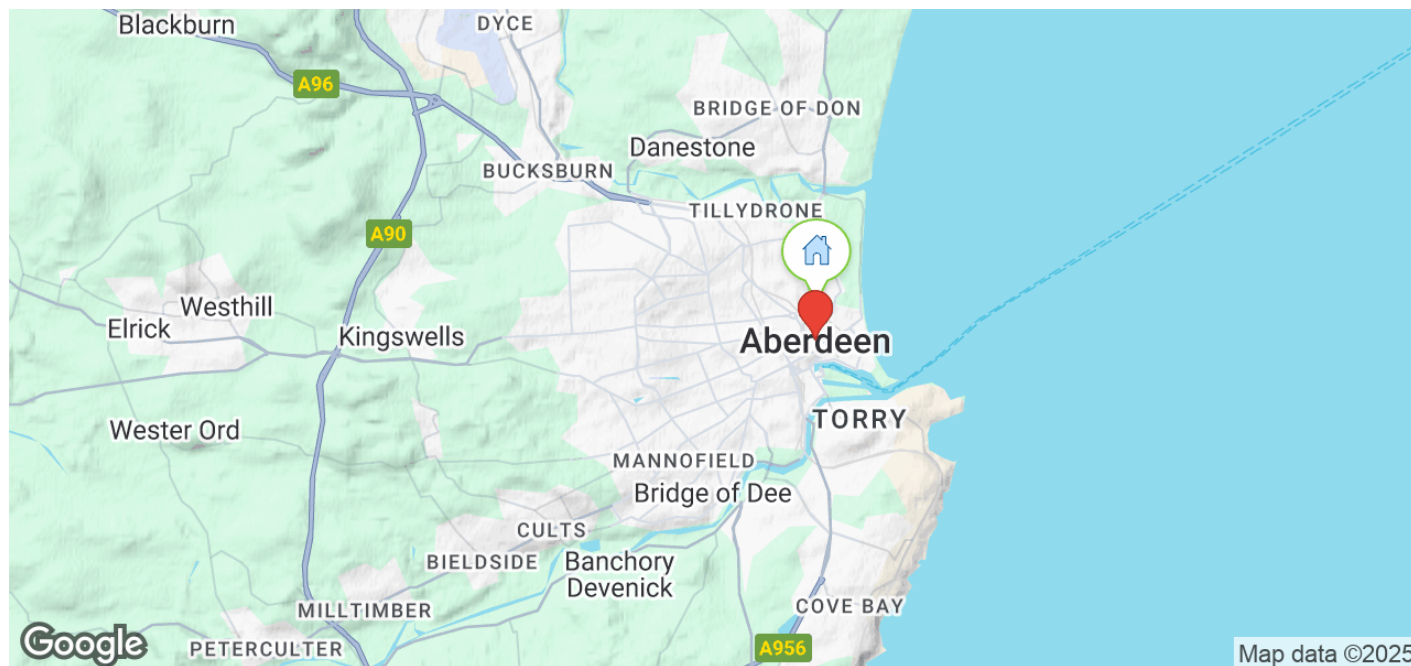 Blackburn
DYCE
A96
BRIDGE OF DON
Danestone
BUCKSBURN
TILLYDRONE
A90
Westhill
Elrick
Kingswells
Aberdeen
TORRY
Wester Ord
MANNOFIELD
Bridge of Dee
CULTS
BIELDSIDE
Banchory
Devenick
MILLTIMBER
COVE BAY
PETERCULTER
A956
Google
Map data ©2025